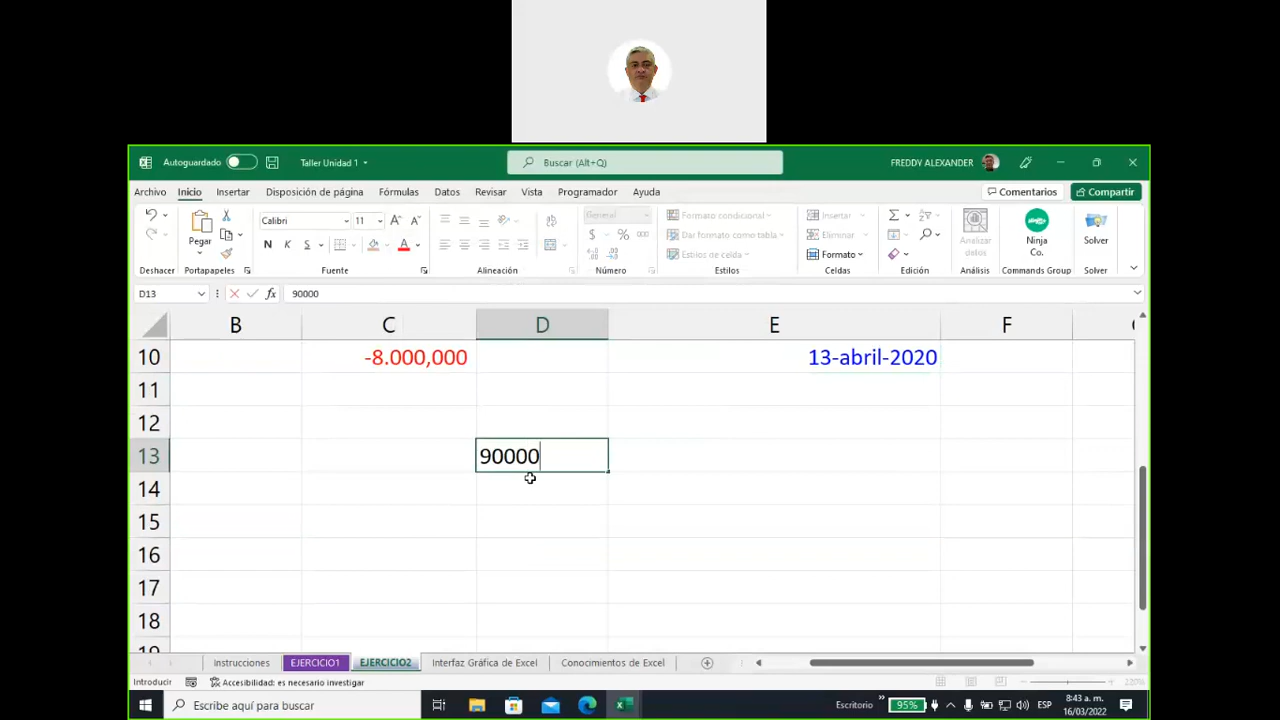 Autoguardado
Taller Unidad 1
Buscar (Alt+Q)
FREDDY ALEXANDER
Archivo Inicio Insertar Disposición de página Fórmulas Datos Revisar Vista Programador Ayuda Comentarios Compartir
Calibri 11 General Formato condicional Insertar
Pegar N K S $ % 000 Dar formato como tabla Eliminar Analizar datos Ninja Co. Solver
Estilos de celda Formato
Deshacer Portapapeles Fuente Alineación Número Estilos Celdas Edición Análisis Commands Group Solver
D13 fx 90000
B C D E F
10 -8.000,000 13-abril-2020
11
12
13 90000
14
15
16
17
18
Instrucciones EJERCICIO1 EJERCICIO2 Interfaz Gráfica de Excel Conocimientos de Excel
Introducir Accesibilidad: es necesario investigar 220%
Escribe aquí para buscar Escritorio 95% ESP 8:43 a. m.
16/03/2022